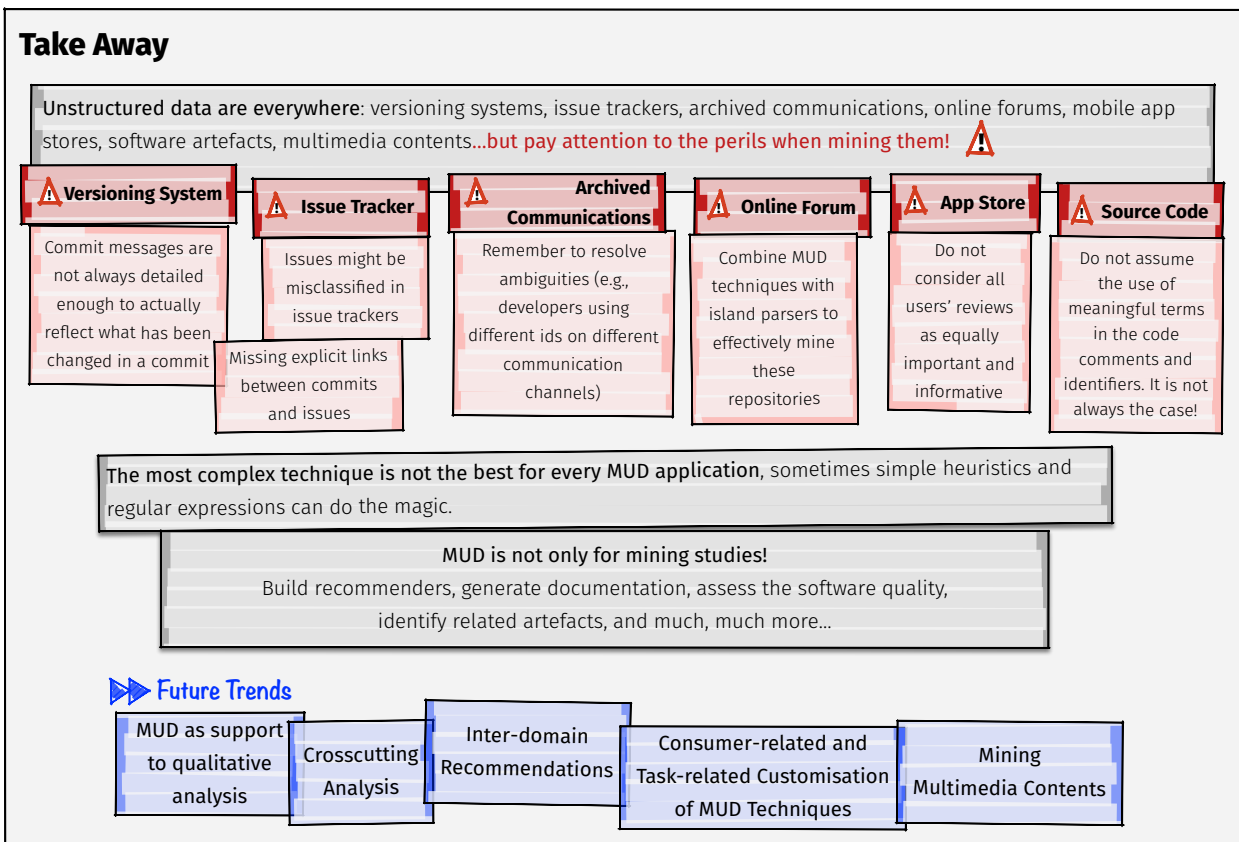 Take Away
Unstructured data are everywhere: versioning systems, issue trackers, archived communications, online forums, mobile app
stores, software artefacts, multimedia contents...but pay attention to the perils when mining them!
Versioning System
Commit messages are
not always detailed
enough to actually
reflect what has been
changed in a commit
Issue Tracker
Issues might be
misclassified in
issue trackers
Missing explicit links
between commits
and issues
Archived
Communications
Remember to resolve
ambiguities (e.g.,
developers using
different ids on different
communication
channels)
Online Forum
Combine MUD
techniques with
island parsers to
effectively mine
these
repositories
App Store
Do not
consider all
users’ reviews
as equally
important and
informative
Source Code
Do not assume
the use of
meaningful terms
in the code
comments and
identifiers. It is not
always the case!
The most complex technique is not the best for every MUD application, sometimes simple heuristics and
regular expressions can do the magic.
MUD is not only for mining studies!
Build recommenders, generate documentation, assess the software quality,
identify related artefacts, and much, much more...
Future Trends
MUD as support
to qualitative
analysis
Crosscutting
Analysis
Inter-domain
Recommendations
Consumer-related and
Task-related Customisation
of MUD Techniques
Mining
Multimedia Contents